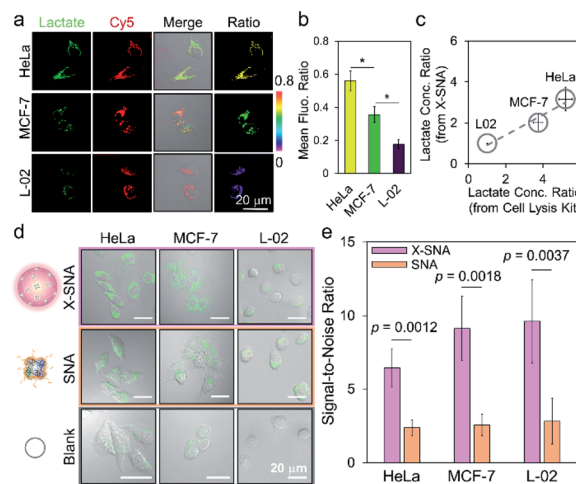 a
Lactate Cy5 Merge Ratio
HeLa
MCF-7
L-02
0.8
0
20 μm
b
Mean Fluo. Ratio
0.8
0.6
0.4
0.2
0.0
*
*
HeLa
MCF-7
L-02
c
Lactate Conc. Ratio
(from X-SNA)
6
4
2
0
HeLa
MCF-7
L02
0 2 4 6
Lactate Conc. Ratio
(from Cell Lysis Kit
d
HeLa MCF-7 L-02
X-SNA
SNA
Blank
20 μm
e
X-SNA
SNA
Signal-to-Noise Ratio
15
10
5
0
p = 0.0012
p = 0.0018
p = 0.0037
HeLa MCF-7 L-02